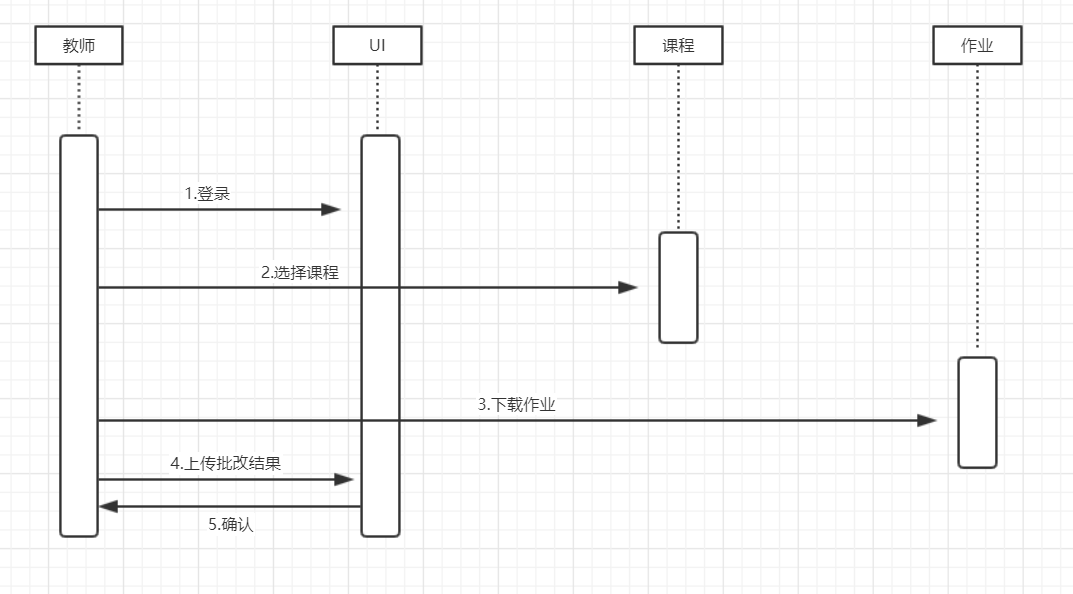 教师
UI
课程
作业
1.登录
2.选择课程
3.下载作业
4.上传批改结果
5.确认